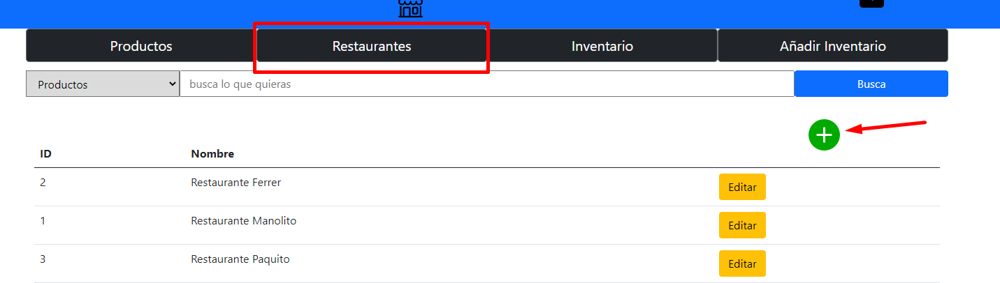 Productos Restaurantes Inventario Añadir Inventario
Productos busca lo que quieras Busca
ID Nombre
2 Restaurante Ferrer Editar
1 Restaurante Manolito Editar
3 Restaurante Paquito Editar